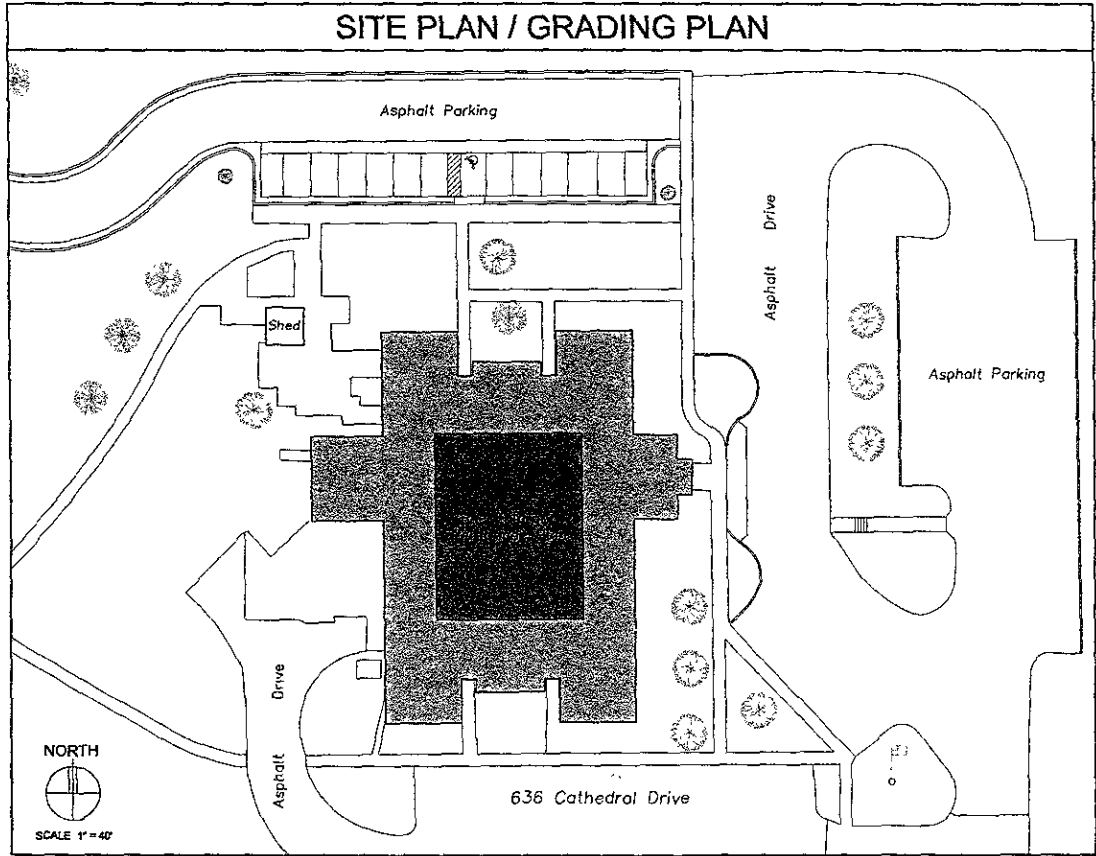 SITE PLAN / GRADING PLAN
Asphalt Parking
Asphalt Drive
Shed
Asphalt Parking
Asphalt Drive
636 Cathedral Drive
NORTH
SCALE 1"=40'